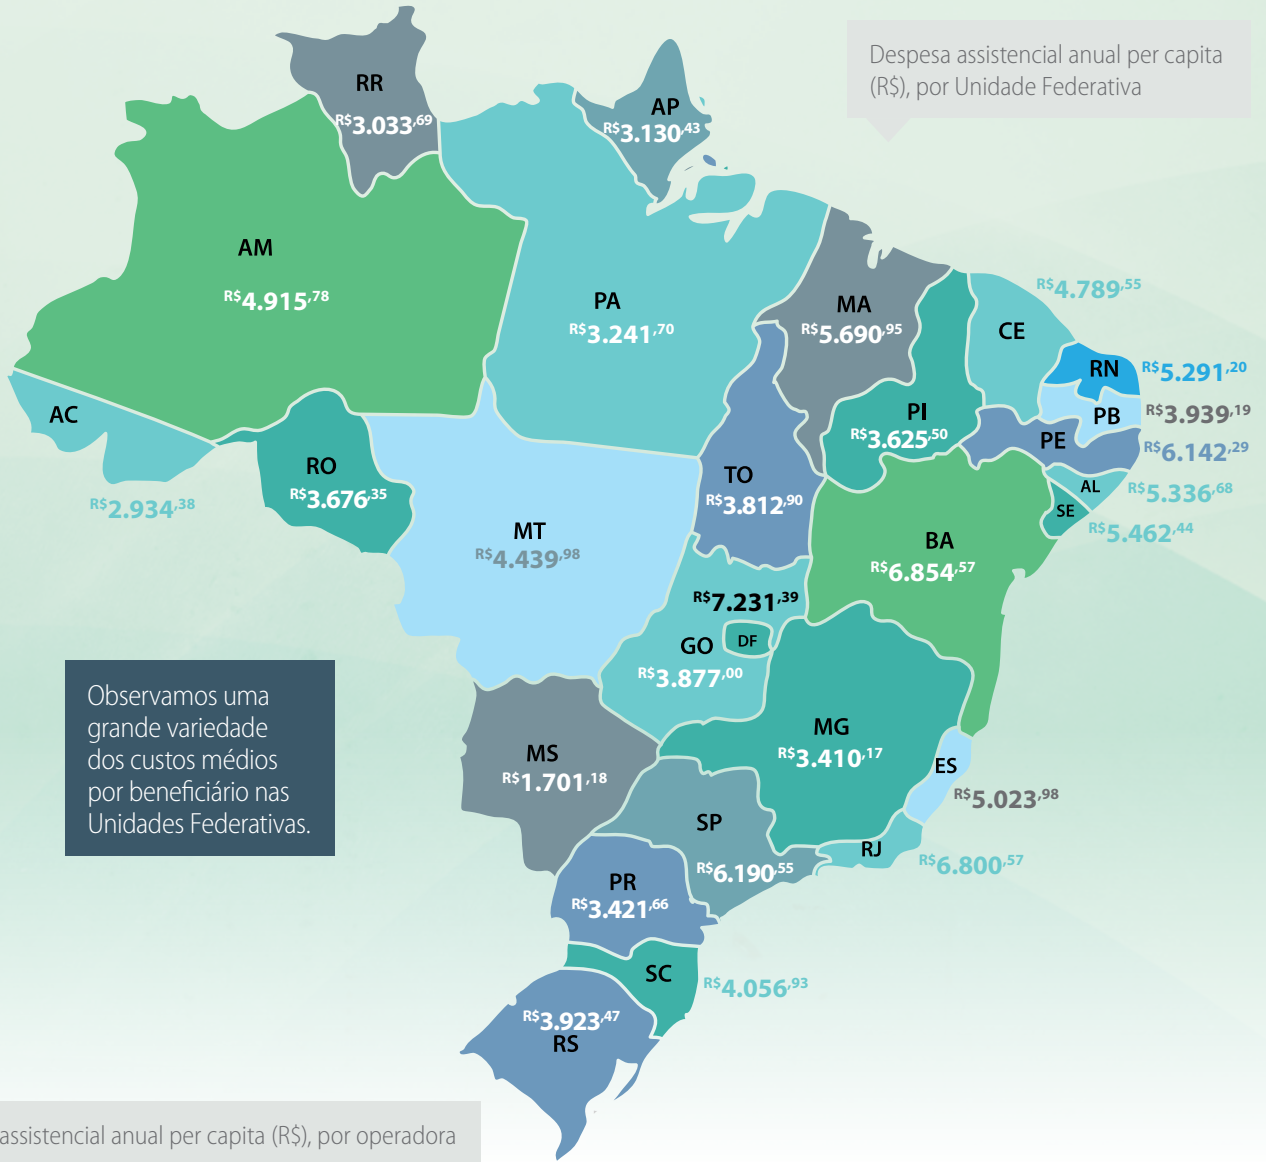 Despesa assistencial anual per capita
(R$), por Unidade Federativa
RR
R$3.033,69
AP
R$3.130,43
AM
R$4.915,78
PA
R$3.241,70
MA
R$5.690,95
CE
R$4.789,55
RN
R$5.291,20
PB
R$3.939,19
PI
R$3.625,50
PE
R$6.142,29
AC
R$2.934,38
RO
R$3.676,35
TO
R$3.812,90
AL
R$5.336,68
SE
R$5.462,44
MT
R$4.439,98
BA
R$6.854,57
R$7.231,39
DF
GO
R$3.877,00
Observamos uma
grande variedade
dos custos médios
por beneficiário nas
Unidades Federativas.
MG
R$3.410,17
MS
R$1.701,18
ES
R$5.023,98
SP
R$6.190,55
RJ
R$6.800,57
PR
R$3.421,66
SC
R$4.056,93
R$3.923,47
RS
assistencial anual per capita (R$), por operadora